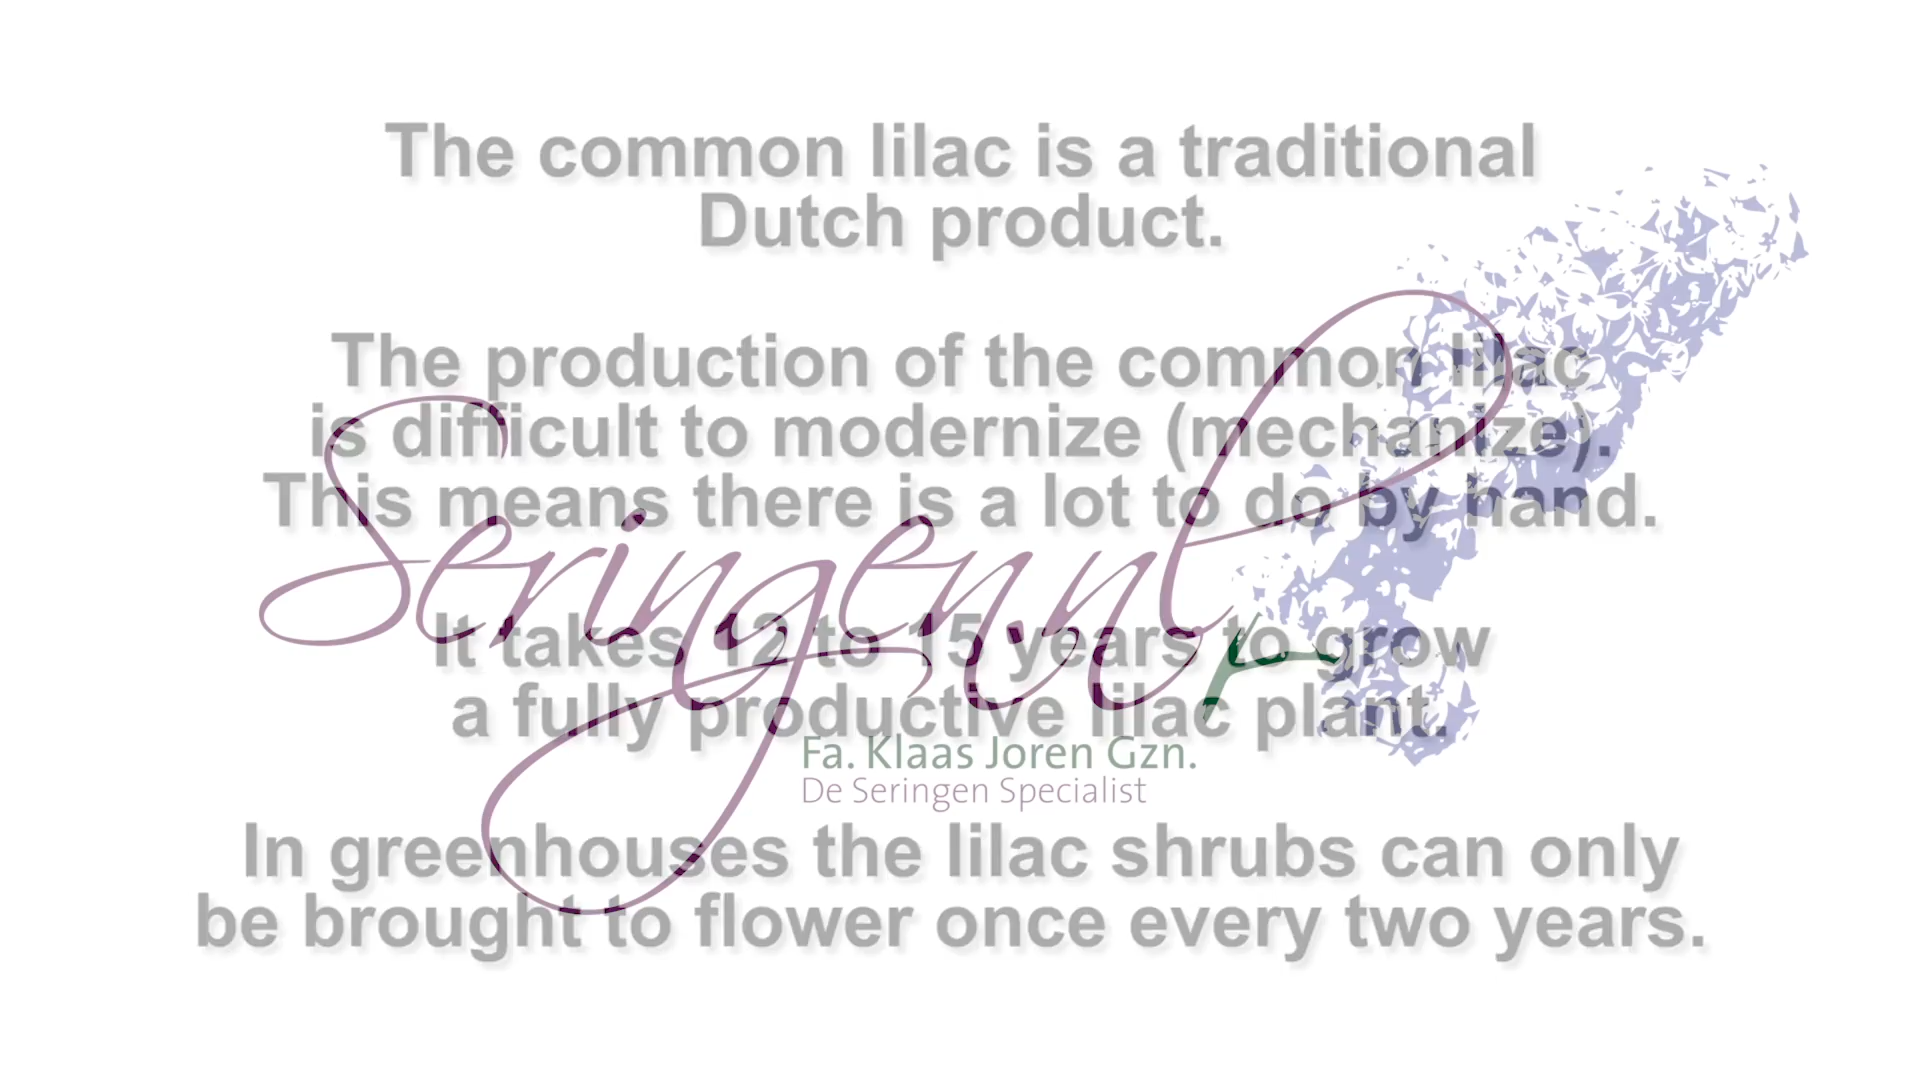 The common lilac is a traditional
Dutch product.
The production of the common lilac
is difficult to modernize (mechanize).
This means there is a lot to do by hand.
Seringen.nl
It takes 12 to 15 years to grow
a fully productive lilac plant.
Fa. Klaas Joren Gzn.
De Seringen Specialist
In greenhouses the lilac shrubs can only
be brought to flower once every two years.